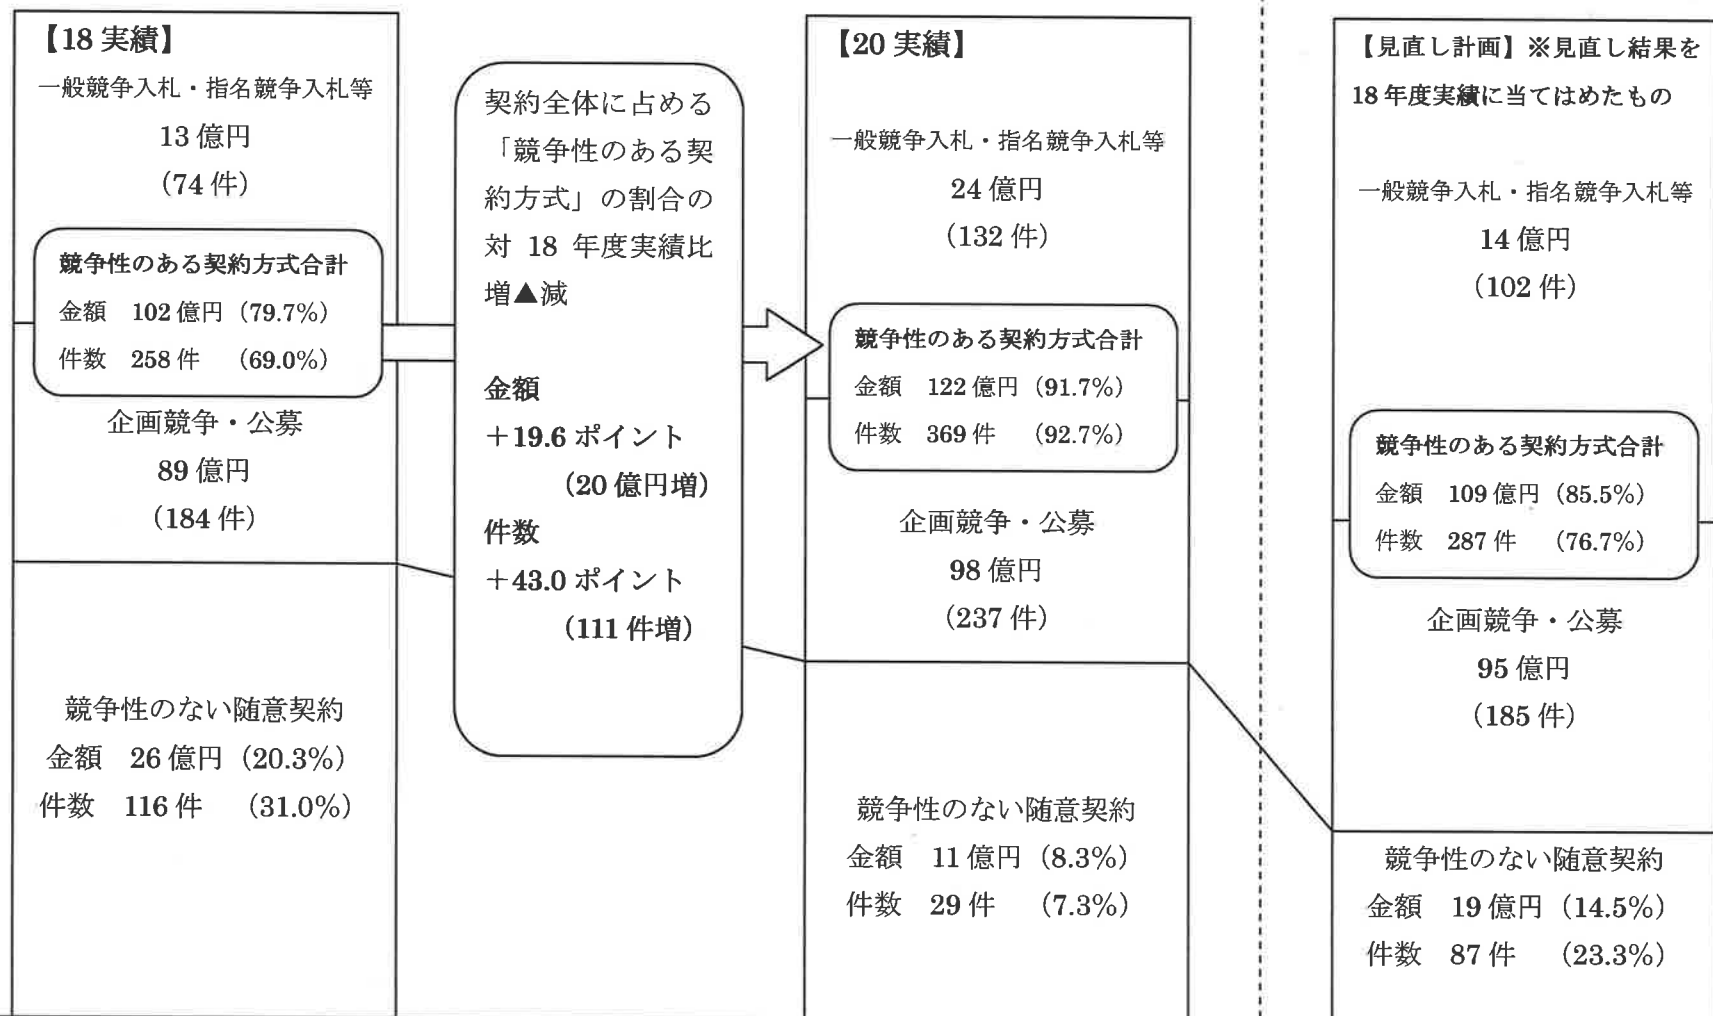 【18 実績】
一般競争入札・指名競争入札等
13 億円
(74 件)
競争性のある契約方式合計
金額 102 億円 (79.7%)
件数 258 件 (69.0%)
企画競争・公募
89 億円
(184 件)
競争性のない随意契約
金額 26 億円 (20.3%)
件数 116 件 (31.0%)
契約全体に占める
「競争性のある契
約方式」の割合の
対 18 年度実績比
増▲減
金額
＋19.6 ポイント
(20 億円増)
件数
＋43.0 ポイント
(111 件増)
【20 実績】
一般競争入札・指名競争入札等
24 億円
(132 件)
競争性のある契約方式合計
金額 122 億円 (91.7%)
件数 369 件 (92.7%)
企画競争・公募
98 億円
(237 件)
競争性のない随意契約
金額 11 億円 (8.3%)
件数 29 件 (7.3%)
【見直し計画】※見直し結果を
18 年度実績に当てはめたもの
一般競争入札・指名競争入札等
14 億円
(102 件)
競争性のある契約方式合計
金額 109 億円 (85.5%)
件数 287 件 (76.7%)
企画競争・公募
95 億円
(185 件)
競争性のない随意契約
金額 19 億円 (14.5%)
件数 87 件 (23.3%)